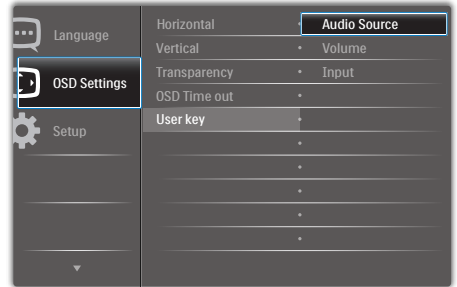 Language
OSD Settings
Setup
Horizontal
Vertical
Transparency
OSD Time out
User key
Audio Source
Volume
Input